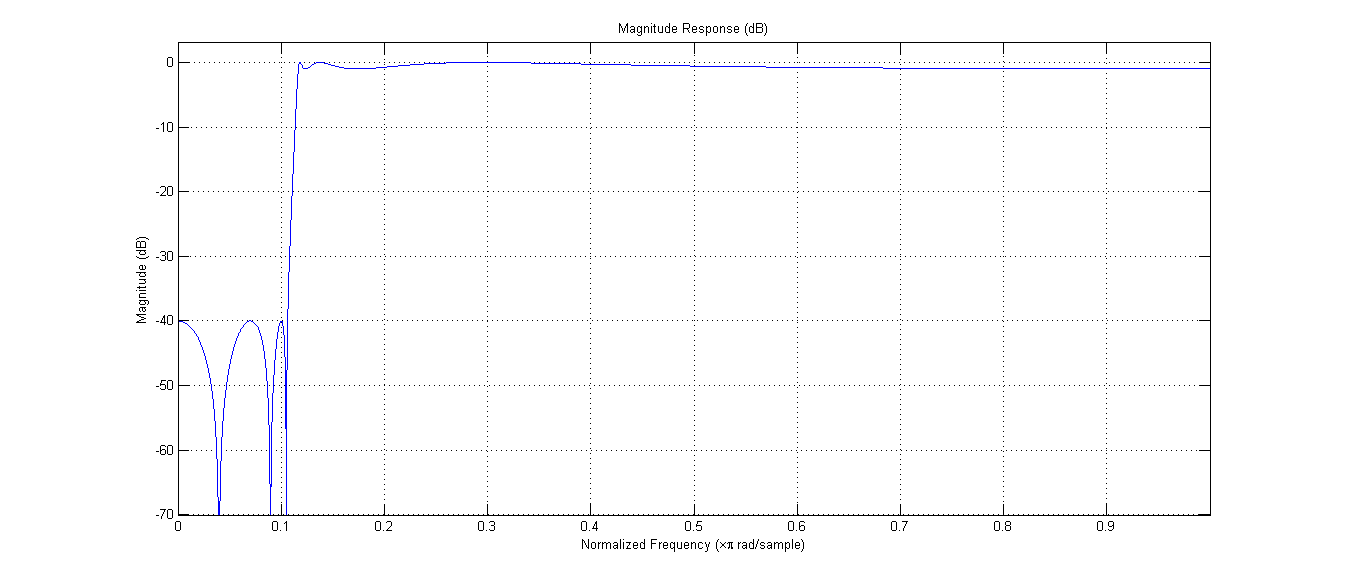 Magnitude Response (dB)
Magnitude (dB)
0
-10
-20
-30
-40
-50
-60
-70
0 0.1 0.2 0.3 0.4 0.5 0.6 0.7 0.8 0.9
Normalized Frequency (×π rad/sample)